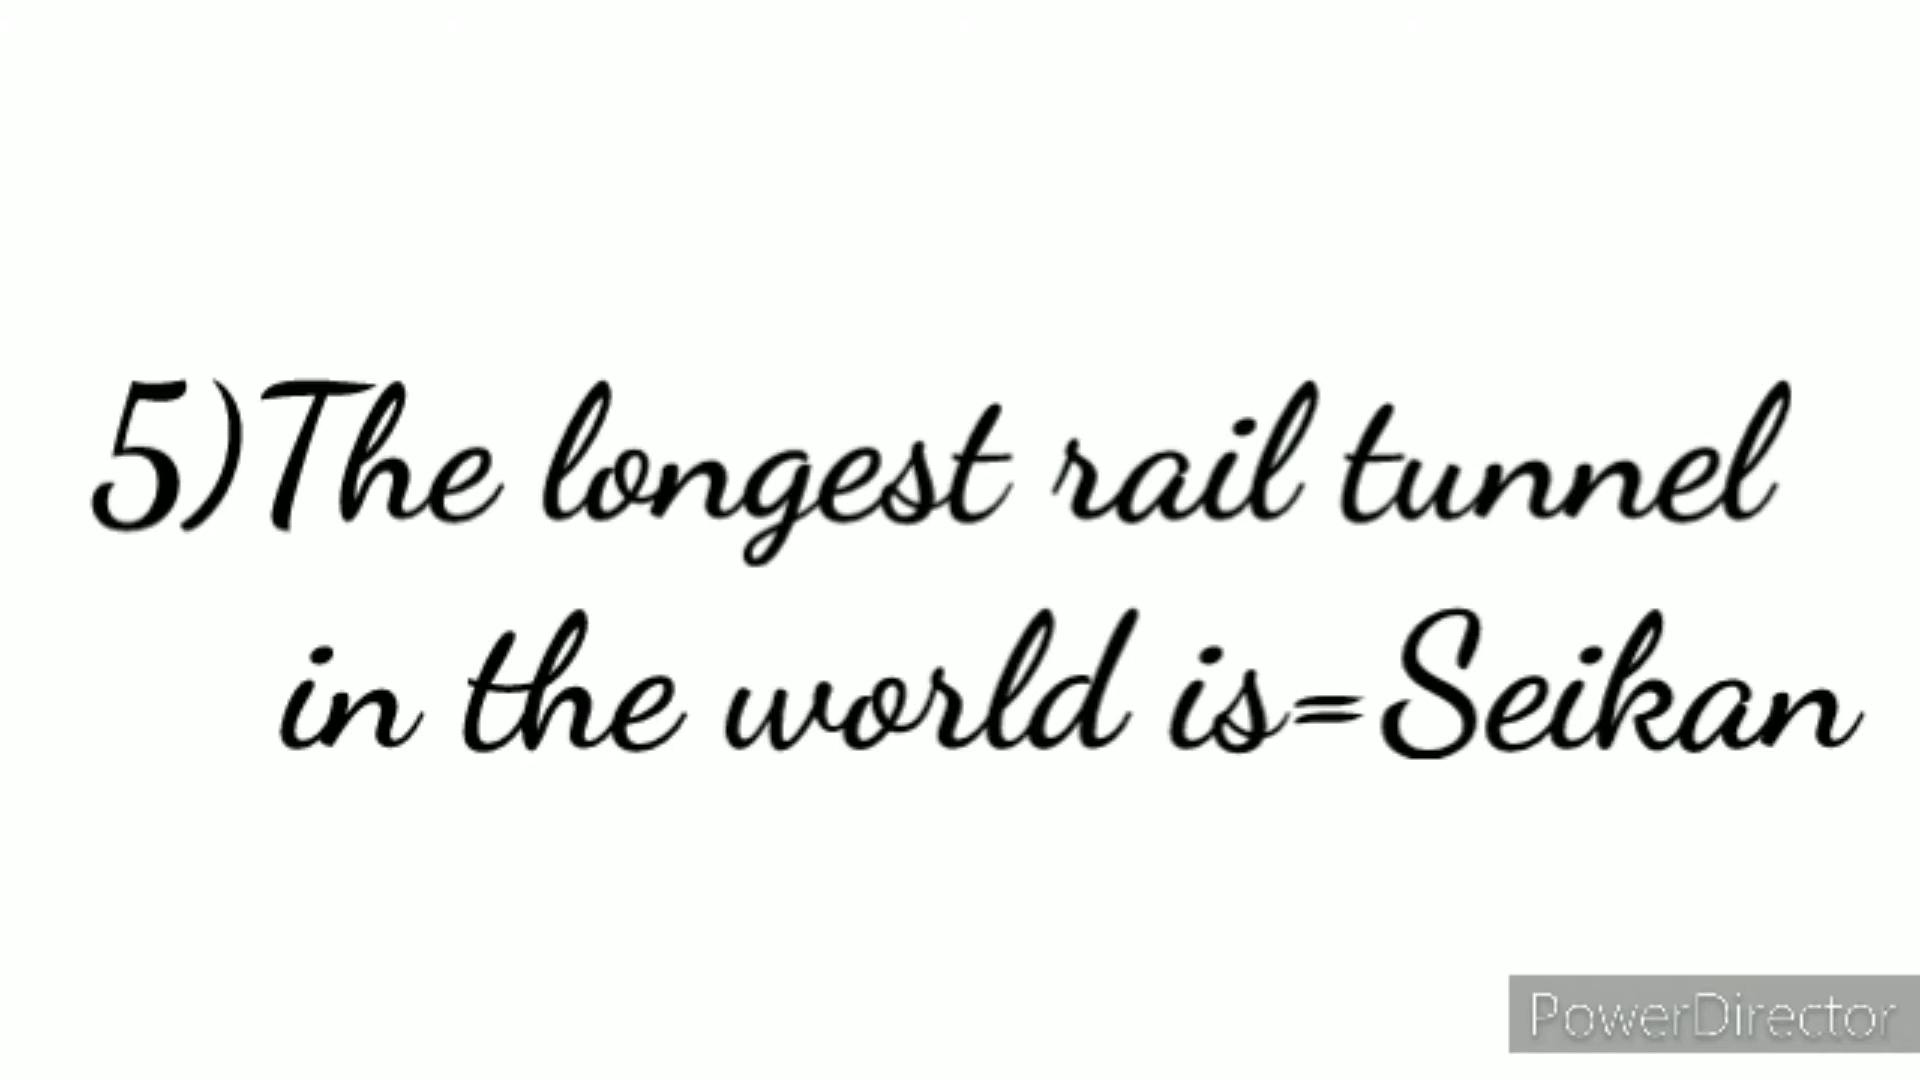 5)The longest rail tunnel
in the world is=Seikan
PowerDirector